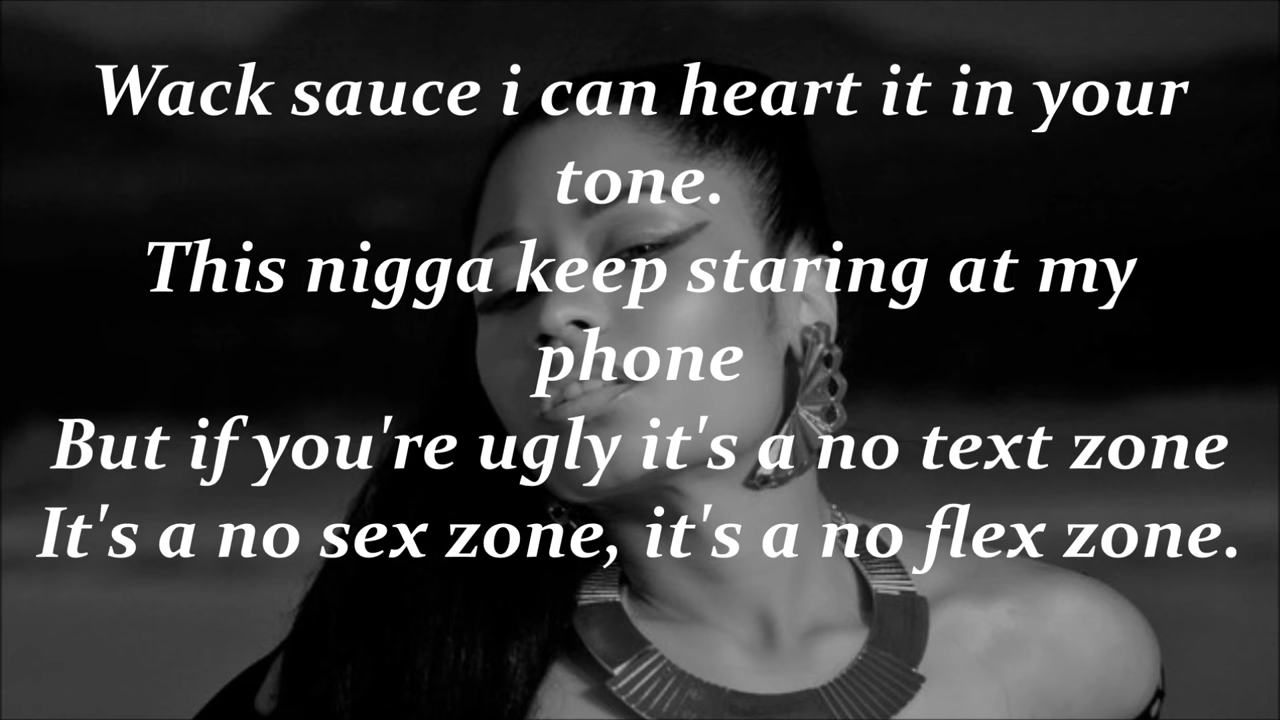 Wack sauce i can heart it in your
tone.
This nigga keep staring at my
phone
But if you're ugly it's a no text zone
It's a no sex zone, it's a no flex zone.